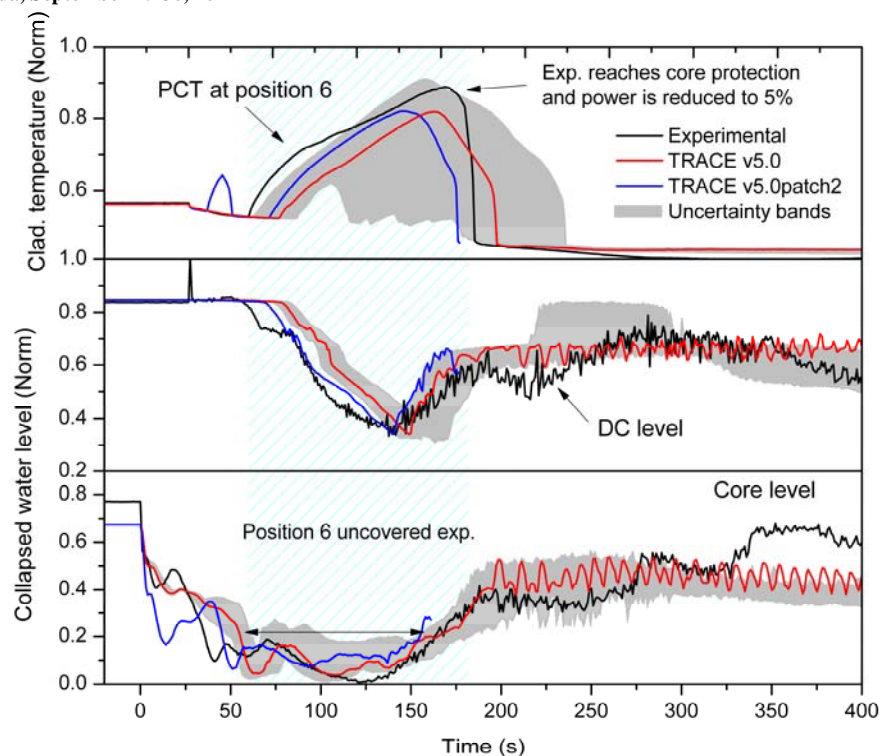 Clad. temperature (Norm)
1.0
0.8
0.6
1.0
PCT at position 6
Exp. reaches core protection
and power is reduced to 5%
Experimental
TRACE v5.0
TRACE v5.0patch2
Uncertainty bands
Collapsed water level (Norm)
0.8
0.6
0.4
0.2
DC level
0.8
0.6
0.4
0.2
0.0
Core level
Position 6 uncovered exp.
0 50 100 150 200 250 300 350 400
Time (s)